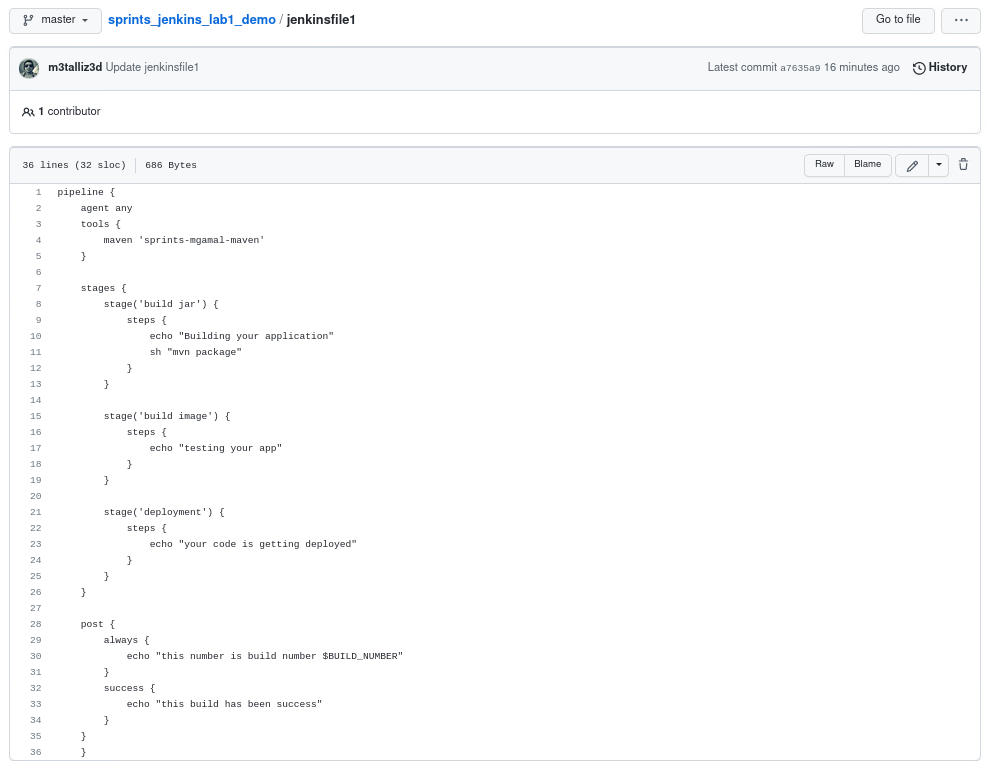 master sprints_jenkins_lab1_demo / jenkinsfile1 Go to file ...
m3talliz3d Update jenkinsfile1 Latest commit a7635a9 16 minutes ago History
1 contributor
36 lines (32 sloc) 686 Bytes Raw Blame
1 pipeline {
2     agent any
3     tools {
4         maven 'sprints-mgamal-maven'
5     }
6
7     stages {
8         stage('build jar') {
9             steps {
10                 echo "Building your application"
11                 sh "mvn package"
12             }
13         }
14
15         stage('build image') {
16             steps {
17                 echo "testing your app"
18             }
19         }
20
21         stage('deployment') {
22             steps {
23                 echo "your code is getting deployed"
24             }
25         }
26     }
27
28     post {
29         always {
30             echo "this number is build number $BUILD_NUMBER"
31         }
32         success {
33             echo "this build has been success"
34         }
35     }
36     }